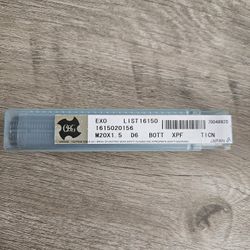 OSG
EXO LIST16150
1615020156
M20X1.5 D6 BOTT XPF TICN
JAPAN